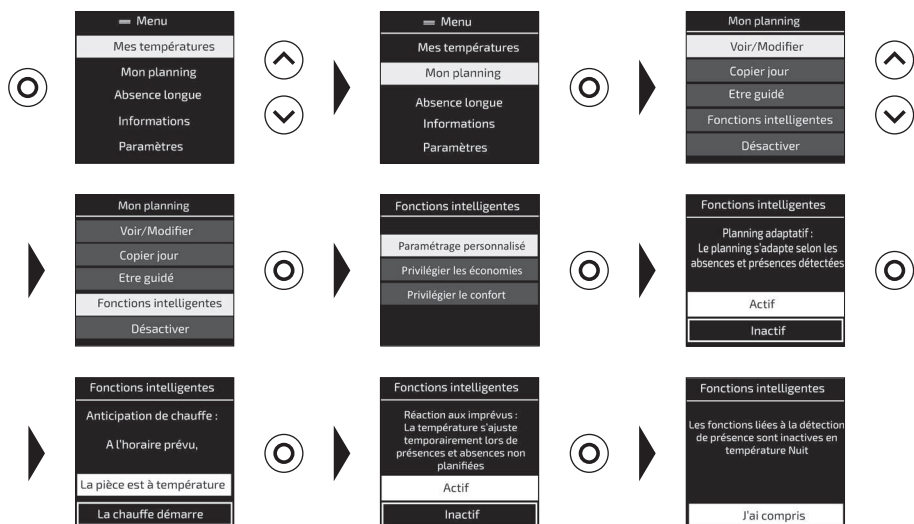 Menu
Mes températures
Mon planning
Absence longue
Informations
Paramètres
Menu
Mes températures
Mon planning
Absence longue
Informations
Paramètres
Mon planning
Voir/Modifier
Copier jour
Etre guidé
Fonctions intelligentes
Désactiver
Mon planning
Voir/Modifier
Copier jour
Etre guidé
Fonctions intelligentes
Désactiver
Fonctions intelligentes
Paramétrage personnalisé
Privilégier les économies
Privilégier le confort
Fonctions intelligentes
Planning adaptatif :
Le planning s'adapte selon les
absences et présences détectées
Actif
Inactif
Fonctions intelligentes
Anticipation de chauffe :
A l'horaire prévu,
La pièce est à température
La chauffe démarre
Fonctions intelligentes
Réaction aux imprévus :
La température s'ajuste
temporairement lors de
présences et absences non
planifiées
Actif
Inactif
Fonctions intelligentes
Les fonctions liées à la détection
de présence sont inactives en
température Nuit
J'ai compris